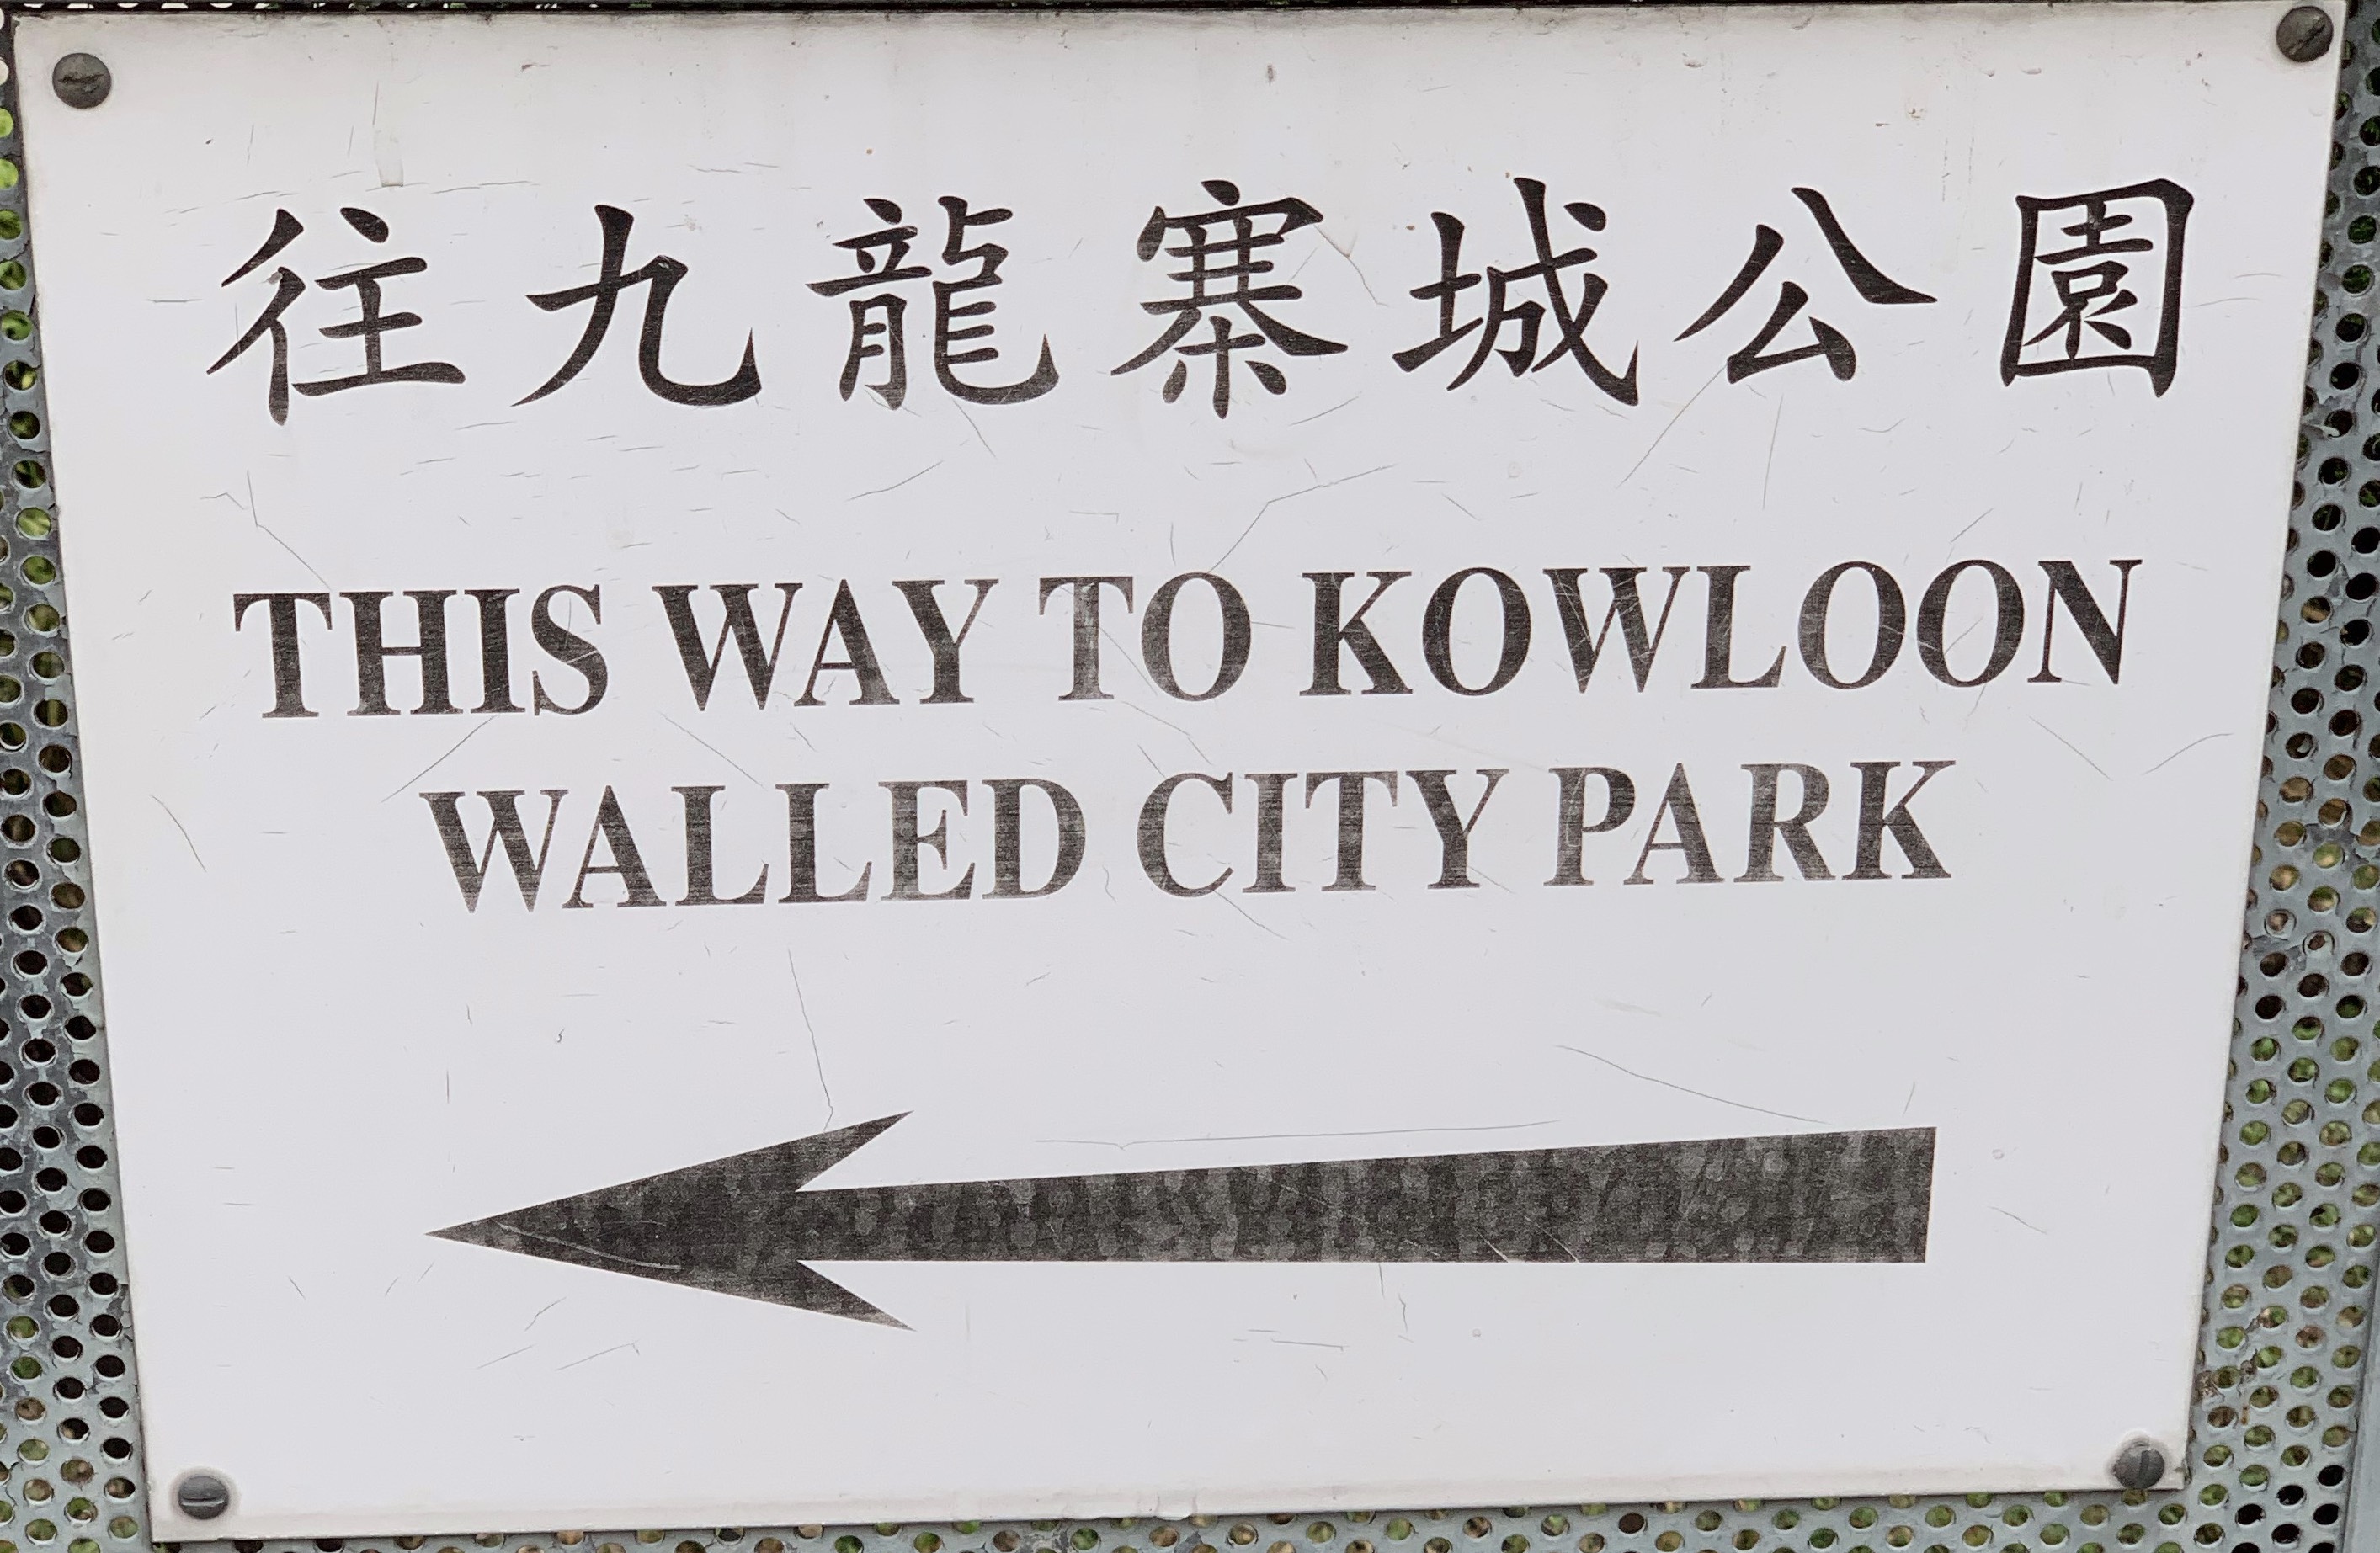 往九龍寨城公園
THIS WAY TO KOWLOON
WALLED CITY PARK